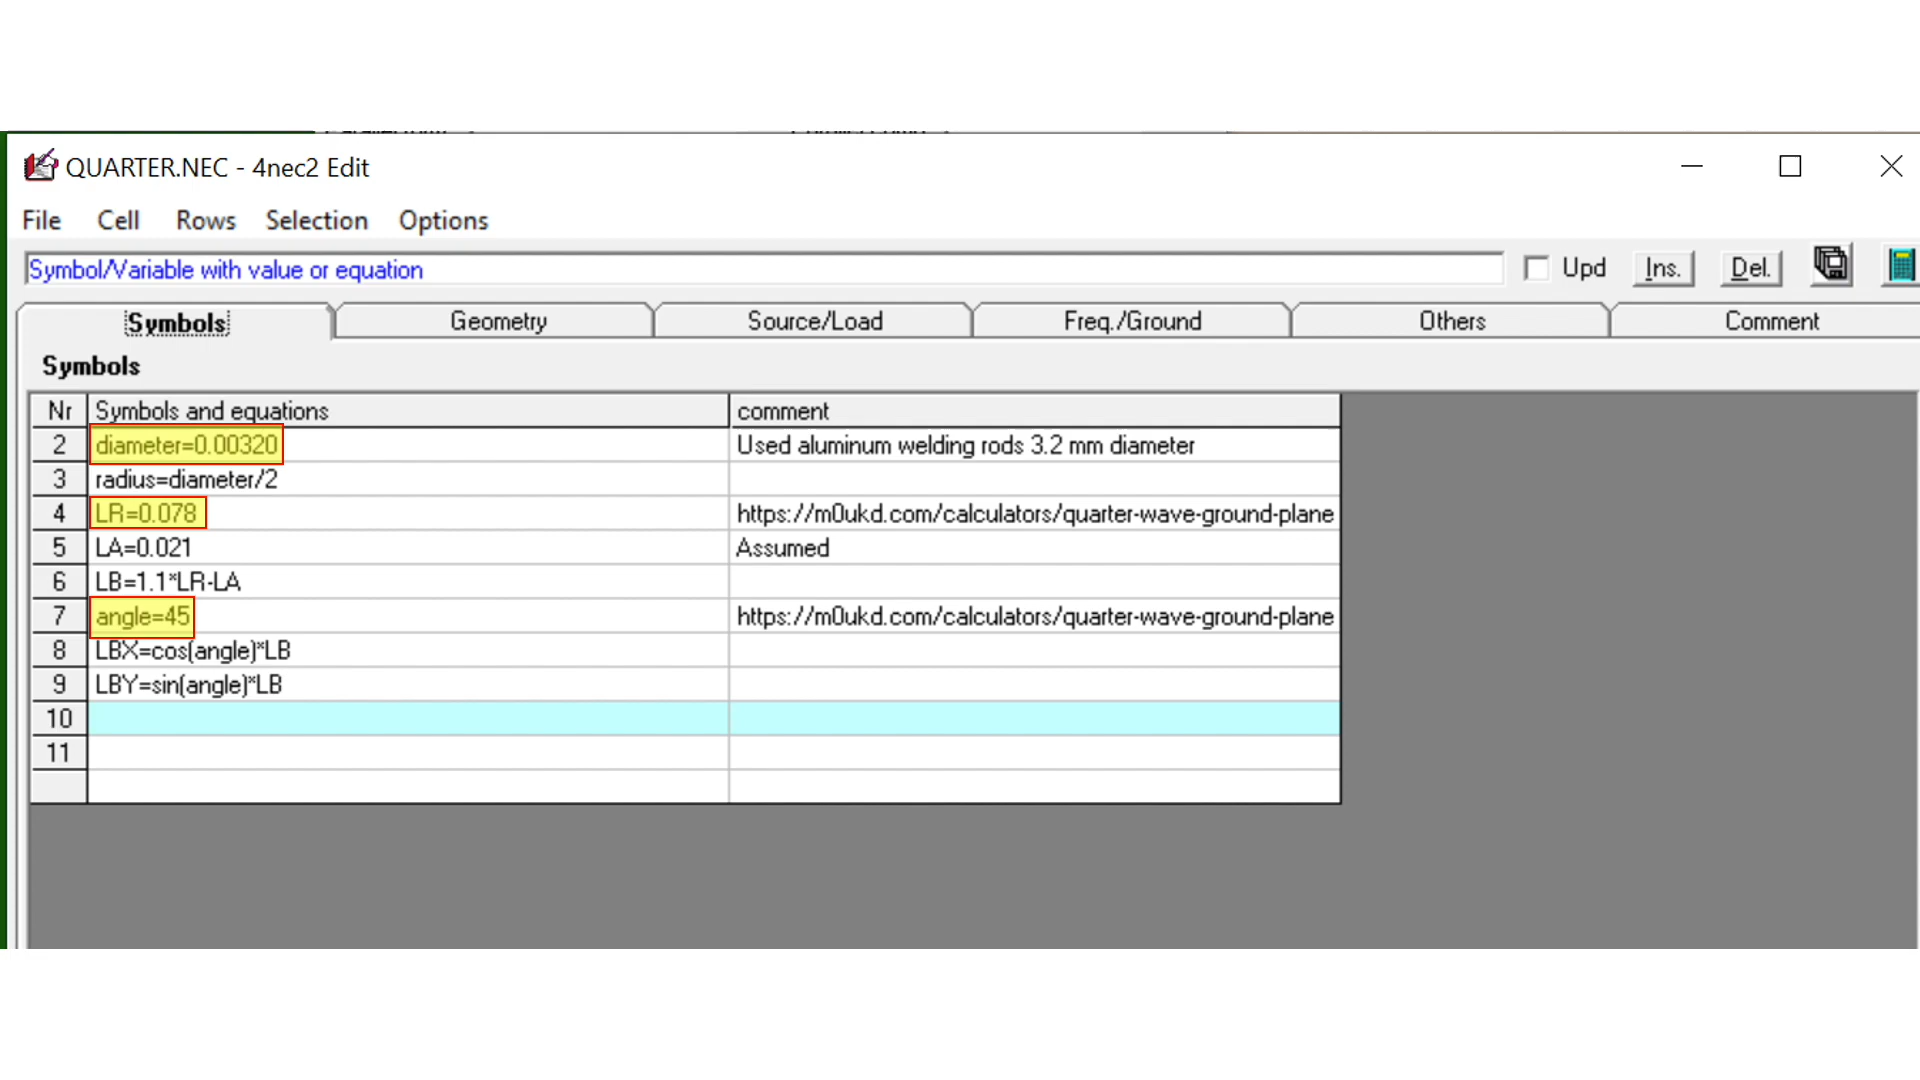 QUARTER.NEC - 4nec2 Edit
File Cell Rows Selection Options
Symbol/Variable with value or equation Upd Ins. Del.
Symbols Geometry Source/Load Freq./Ground Others Comment
Symbols
Nr Symbols and equations comment
2 diameter=0.00320 Used aluminum welding rods 3.2 mm diameter
3 radius=diameter/2
4 LR=0.078 https://m0ukd.com/calculators/quarter-wave-ground-plane
5 LA=0.021 Assumed
6 LB=1.1*LR-LA
7 angle=45 https://m0ukd.com/calculators/quarter-wave-ground-plane
8 LBX=cos(angle)*LB
9 LBY=sin(angle)*LB
10
11